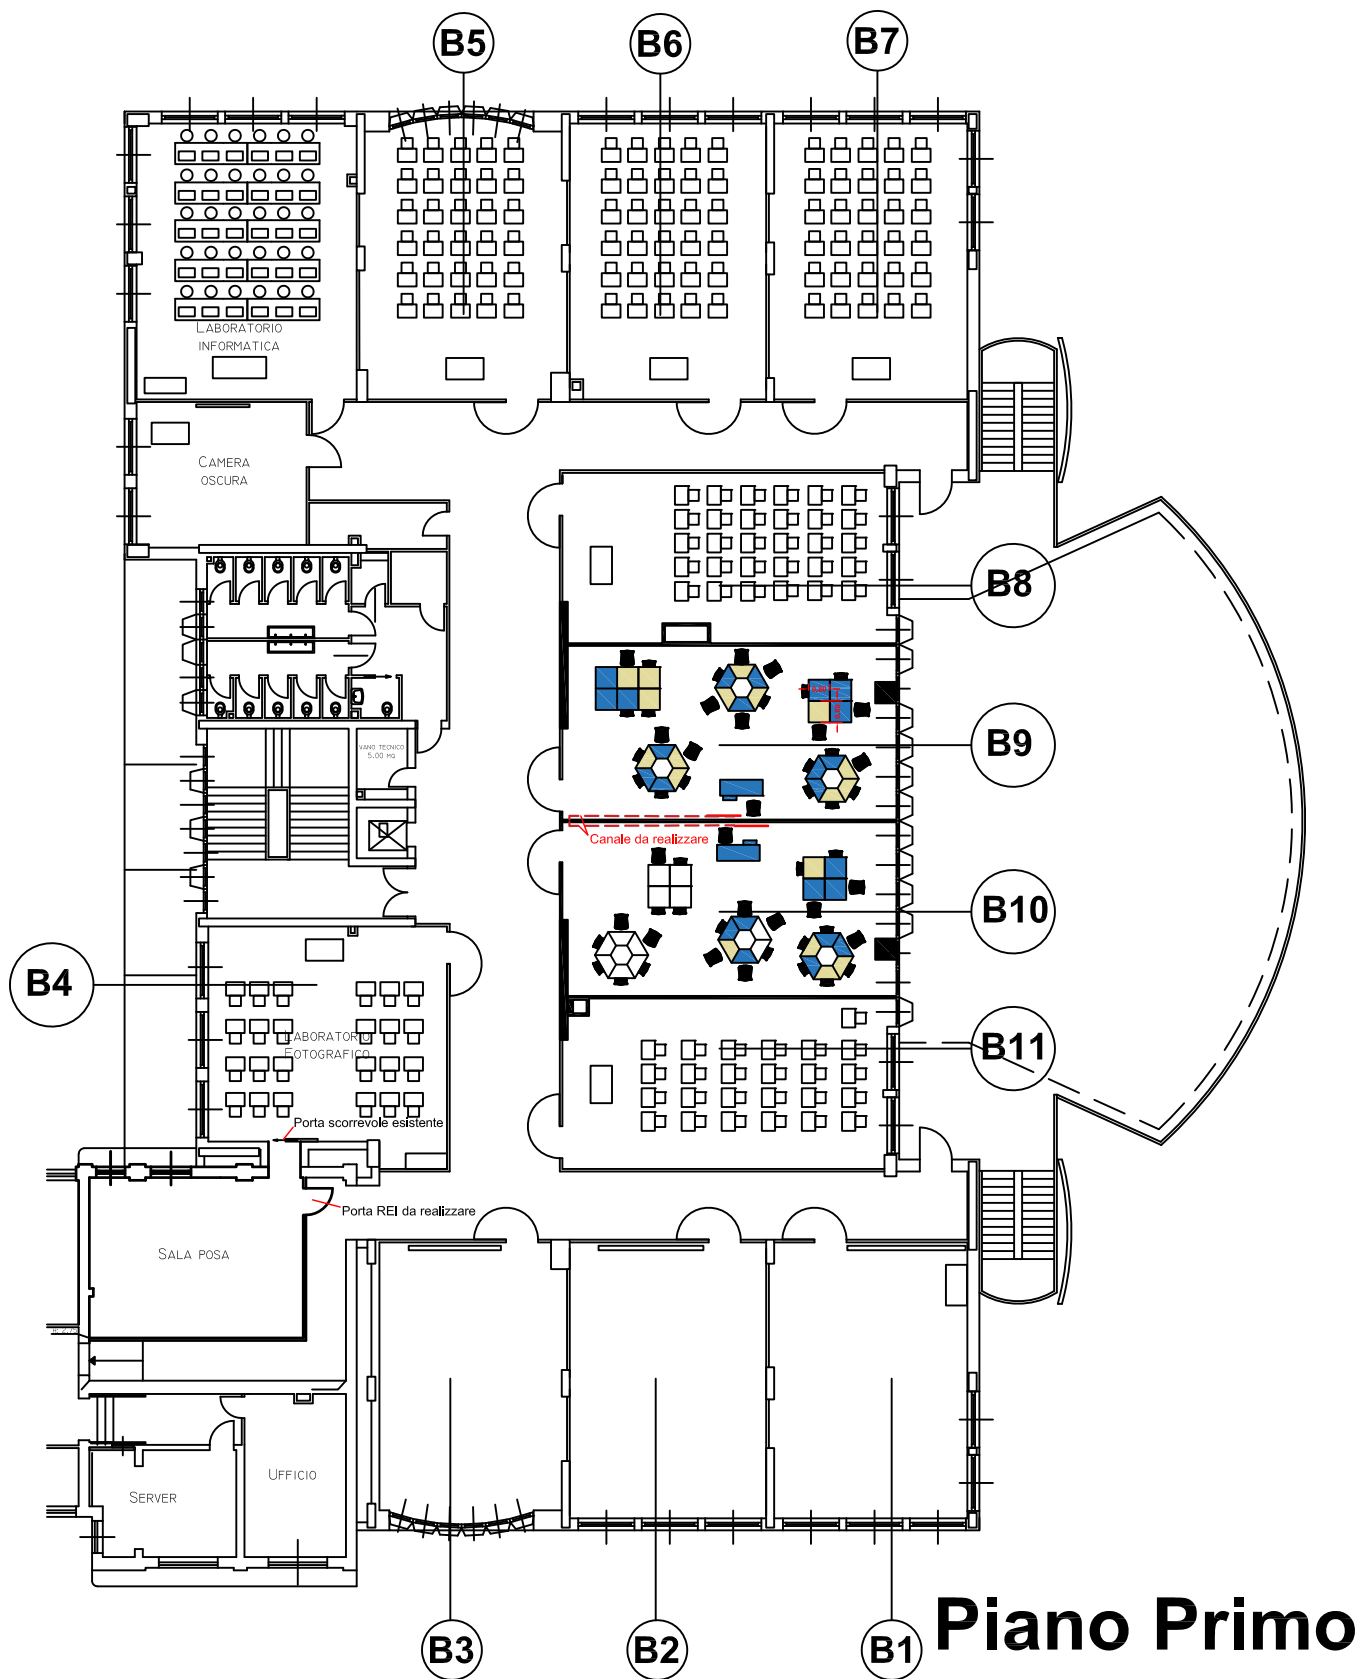 B5
B6
B7
LABORATORIO
INFORMATICA
CAMERA
OSCURA
B8
B9
VANO TECNICO
5.00 MQ
Canale da realizzare
B10
B4
LABORATORIO
FOTOGRAFICO
B11
Porta scorrevole esistente
Porta REI da realizzare
SALA POSA
UFFICIO
SERVER
Piano Primo
B3
B2
B1